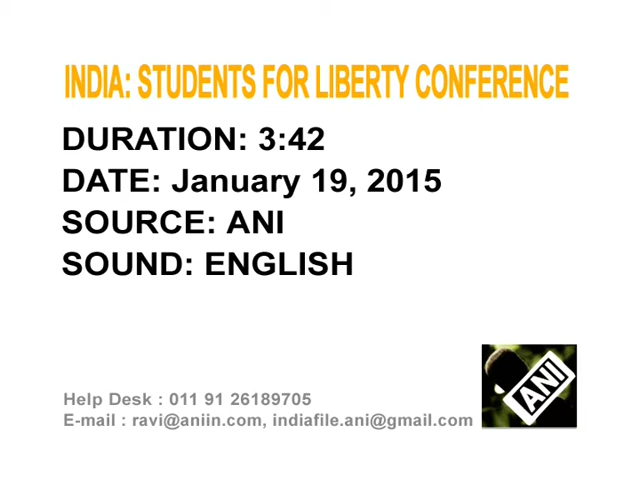 INDIA: STUDENTS FOR LIBERTY CONFERENCE
DURATION: 3:42
DATE: January 19, 2015
SOURCE: ANI
SOUND: ENGLISH
ANI
Help Desk : 011 91 26189705
E-mail : ravi@aniin.com, indiafile.ani@gmail.com